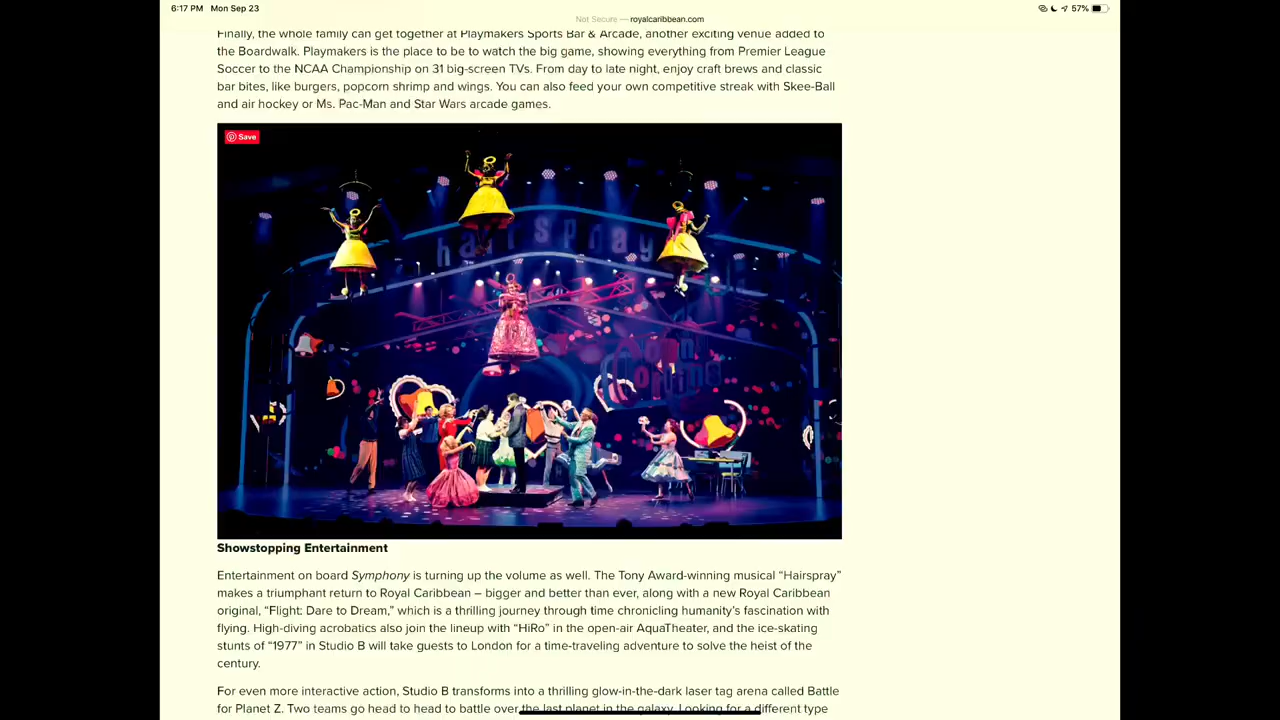 6:17 PM Mon Sep 23
57%
Not Secure — royalcaribbean.com
Finally, the whole family can get together at Playmakers Sports Bar & Arcade, another exciting venue added to
the Boardwalk. Playmakers is the place to be to watch the big game, showing everything from Premier League
Soccer to the NCAA Championship on 31 big-screen TVs. From day to late night, enjoy craft brews and classic
bar bites, like burgers, popcorn shrimp and wings. You can also feed your own competitive streak with Skee-Ball
and air hockey or Ms. Pac-Man and Star Wars arcade games.
Save
hairspray
Showstopping Entertainment
Entertainment on board Symphony is turning up the volume as well. The Tony Award-winning musical “Hairspray”
makes a triumphant return to Royal Caribbean – bigger and better than ever, along with a new Royal Caribbean
original, “Flight: Dare to Dream,” which is a thrilling journey through time chronicling humanity’s fascination with
flying. High-diving acrobatics also join the lineup with “HiRo” in the open-air AquaTheater, and the ice-skating
stunts of “1977” in Studio B will take guests to London for a time-traveling adventure to solve the heist of the
century.
For even more interactive action, Studio B transforms into a thrilling glow-in-the-dark laser tag arena called Battle
for Planet Z. Two teams go head to head to battle over the last planet in the galaxy. Looking for a different type